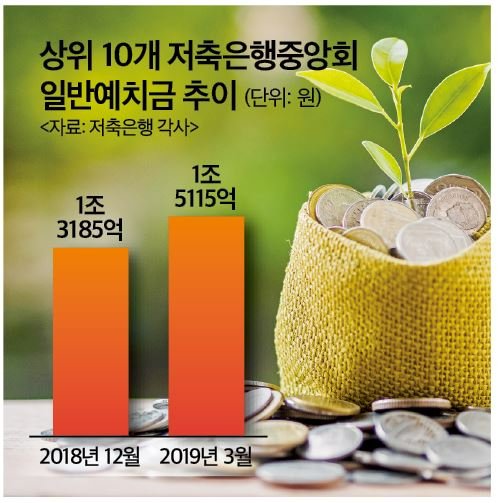 상위 10개 저축은행중앙회
일반예치금 추이 (단위: 원)
<자료: 저축은행 각사>
1조
3185억
1조
5115억
2018년 12월
2019년 3월